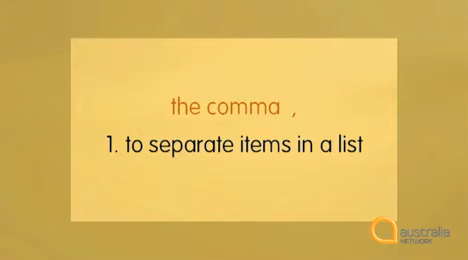 the comma ,
1. to separate items in a list
australia
NETWORK